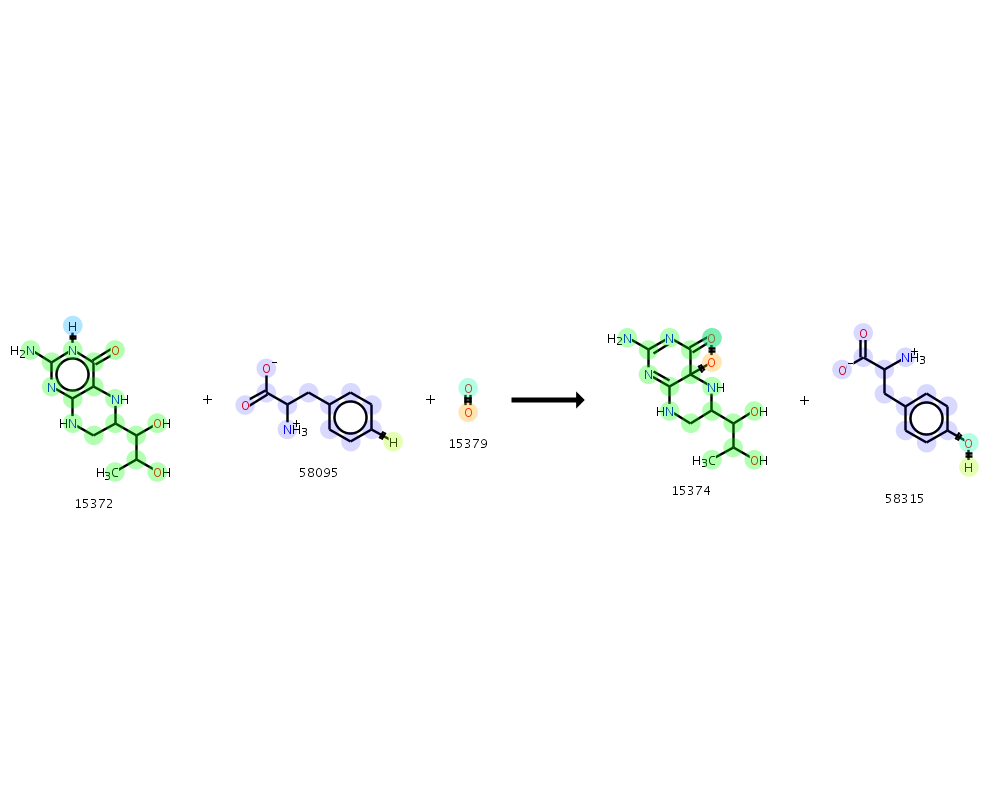 H
H₂N N O
N NH
HN OH
H₃C OH
15372
+
O⁻
O NH₃⁺
H
58095
+
O
O
15379
H₂N N
O
N NH
HN OH
H₃C OH
15374
+
O
O⁻ NH₃⁺
O
H
58315